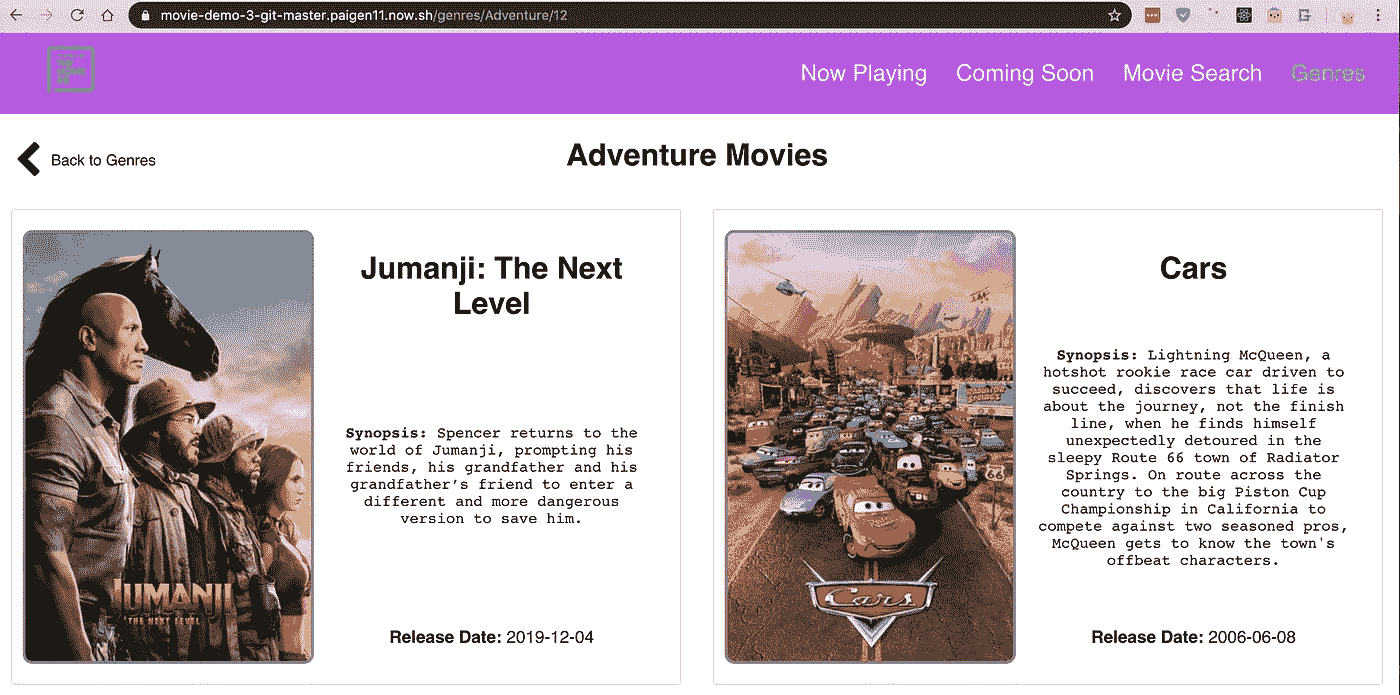 movie-demo-3-git-master.paigen11.now.sh/genres/Adventure/12
Now Playing
Coming Soon
Movie Search
Genres
Back to Genres
Adventure Movies
JUMANJI
THE NEXT LEVEL
Jumanji: The Next
Level
Synopsis: Spencer returns to the
world of Jumanji, prompting his
friends, his grandfather and his
grandfather’s friend to enter a
different and more dangerous
version to save him.
Release Date: 2019-12-04
66
Cars
Cars
Synopsis: Lightning McQueen, a
hotshot rookie race car driven to
succeed, discovers that life is
about the journey, not the finish
line, when he finds himself
unexpectedly detoured in the
sleepy Route 66 town of Radiator
Springs. On route across the
country to the big Piston Cup
Championship in California to
compete against two seasoned pros,
McQueen gets to know the town's
offbeat characters.
Release Date: 2006-06-08